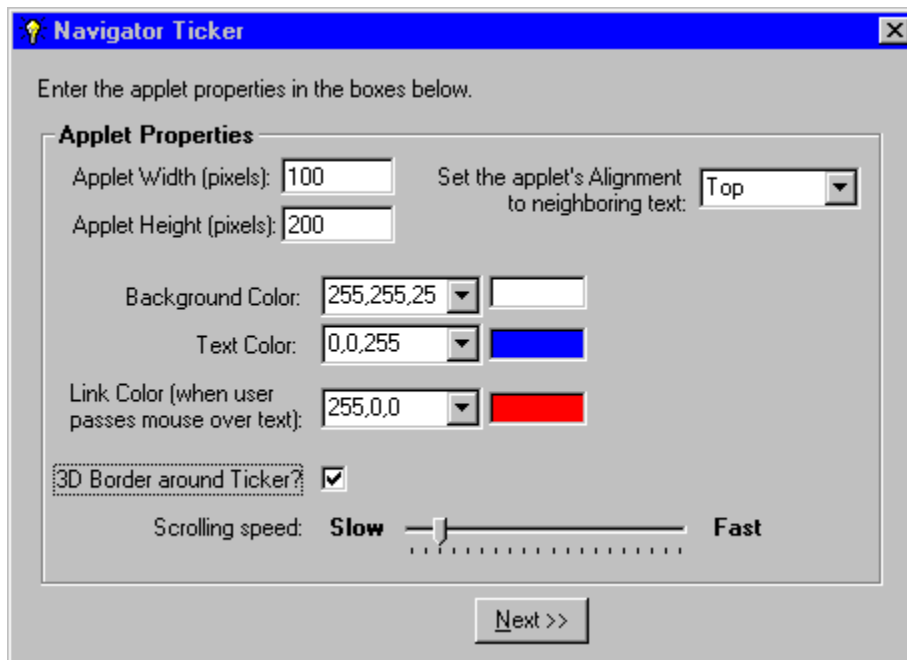 Navigator Ticker
Enter the applet properties in the boxes below.
Applet Properties
Applet Width (pixels): 100
Set the applet's Alignment
to neighboring text: Top
Applet Height (pixels): 200
Background Color: 255,255,25
Text Color: 0,0,255
Link Color (when user
passes mouse over text): 255,0,0
3D Border around Ticker?
Scrolling speed: Slow Fast
Next >>